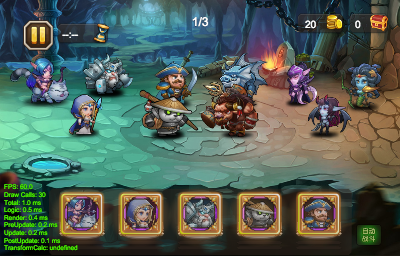 --:--
1/3
20
0
FPS: 60.0
Draw Calls: 30
Total: 1.0 ms
Logic: 0.5 ms
Render: 0.4 ms
PreUpdate: 0.2 ms
Update: 0.2 ms
PostUpdate: 0.1 ms
TransformCalc: undefined
自动
战斗